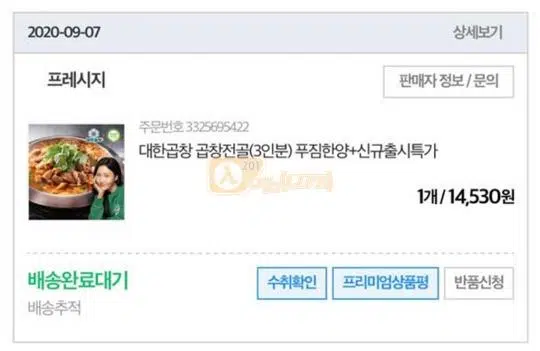 2020-09-07
상세보기
프레시지
판매자 정보 / 문의
주문번호 3325695422
대한곱창 곱창전골(3인분) 푸짐한양+신규출시특가
1개 / 14,530원
배송완료대기
수취확인
프리미엄상품평
반품신청
배송추적